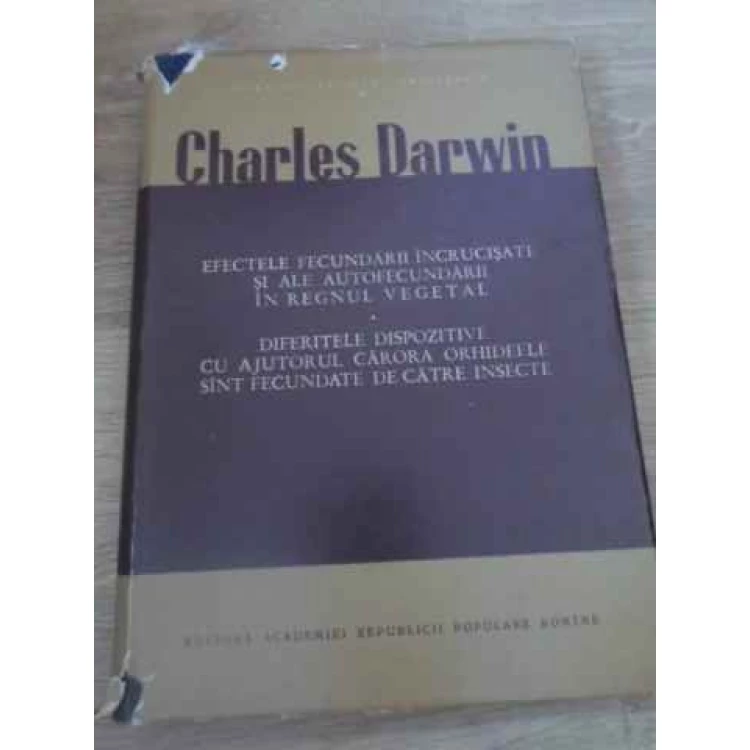 Charles Darwin
EFECTELE FECUNDĂRII ÎNCRUCIȘATE
ȘI ALE AUTOFECUNDĂRII
ÎN REGNUL VEGETAL
DIFERITELE DISPOZITIVE
CU AJUTORUL CĂRORA ORHIDEELE
SÎNT FECUNDATE DE CĂTRE INSECTE
EDITURA ACADEMIEI REPUBLICII POPULARE ROMÎNE